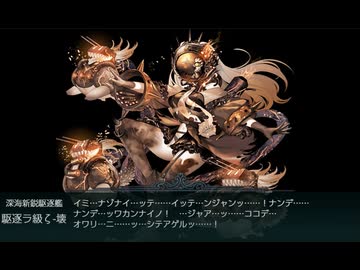 深海新鋭駆逐艦
駆逐ラ級ζ-壊
イミ…ナゾナイ…ッテ……イッテ…ンジャンッ……！ナンデ……
ナンデ…ッワカンナイノ！　…ジャア…ッ……ココデ…
オワリ…ニ……ッ…シテアゲルッ……！